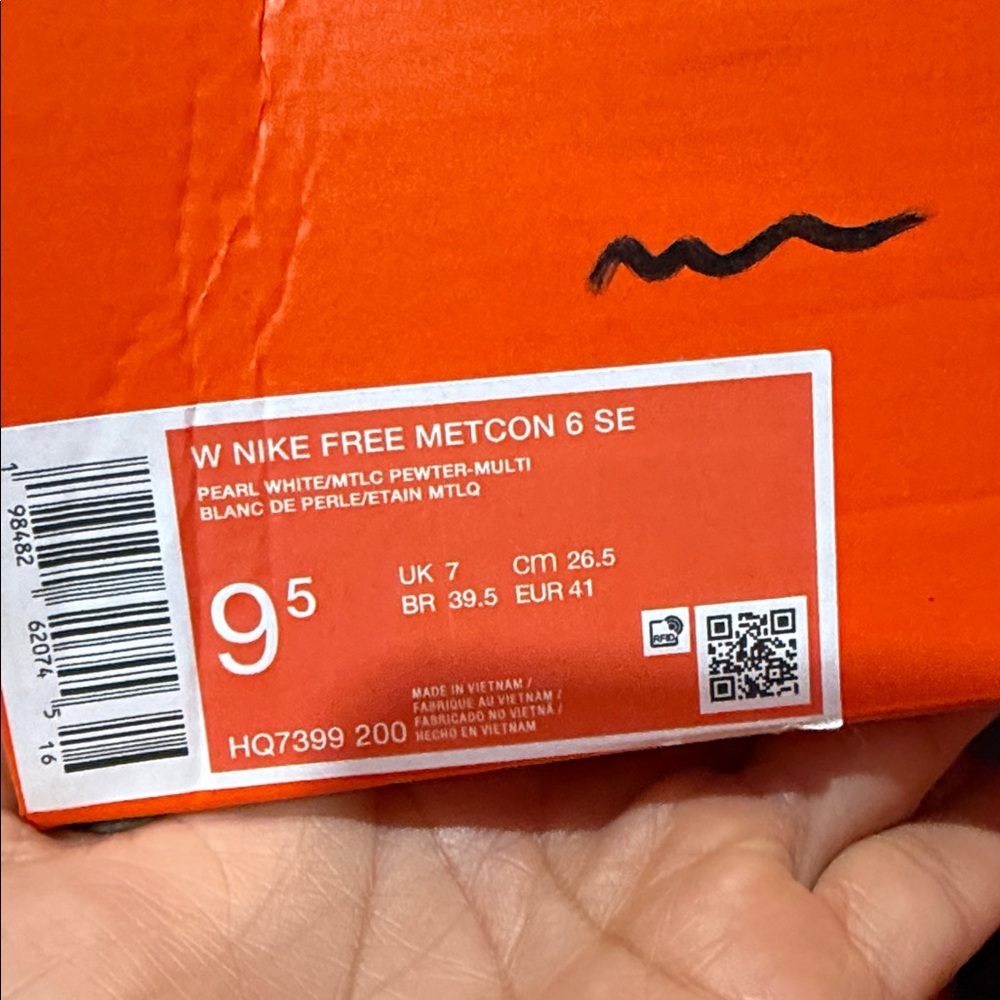 W NIKE FREE METCON 6 SE
PEARL WHITE/MTLC PEWTER-MULTI
BLANC DE PERLE/ETAIN MTLQ
9⁵
UK 7 cm 26.5
BR 39.5 EUR 41
RFID
MADE IN VIETNAM /
FABRIQUE AU VIETNAM /
FABRICADO NO VIETNÃ /
HECHO EN VIETNAM
HQ7399 200
1 98482 62074 5 16